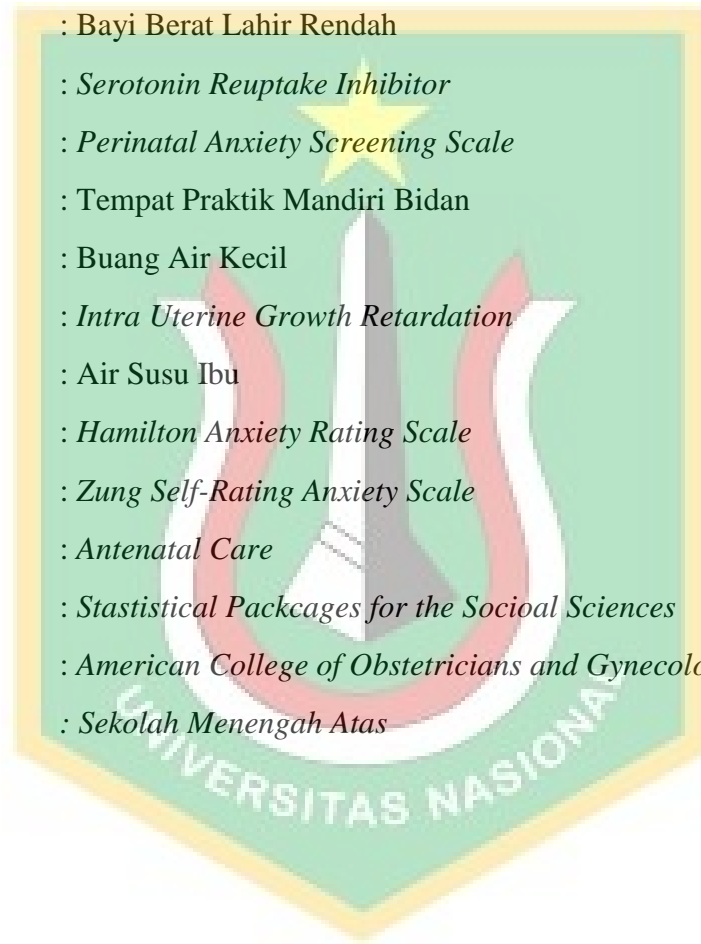 : Bayi Berat Lahir Rendah
: Serotonin Reuptake Inhibitor
: Perinatal Anxiety Screening Scale
: Tempat Praktik Mandiri Bidan
: Buang Air Kecil
: Intra Uterine Growth Retardation
: Air Susu Ibu
: Hamilton Anxiety Rating Scale
: Zung Self-Rating Anxiety Scale
: Antenatal Care
: Stastistical Packcages for the Socioal Sciences
: American College of Obstetricians and Gynecolo
: Sekolah Menengah Atas
UNIVERSITAS NASIONAL